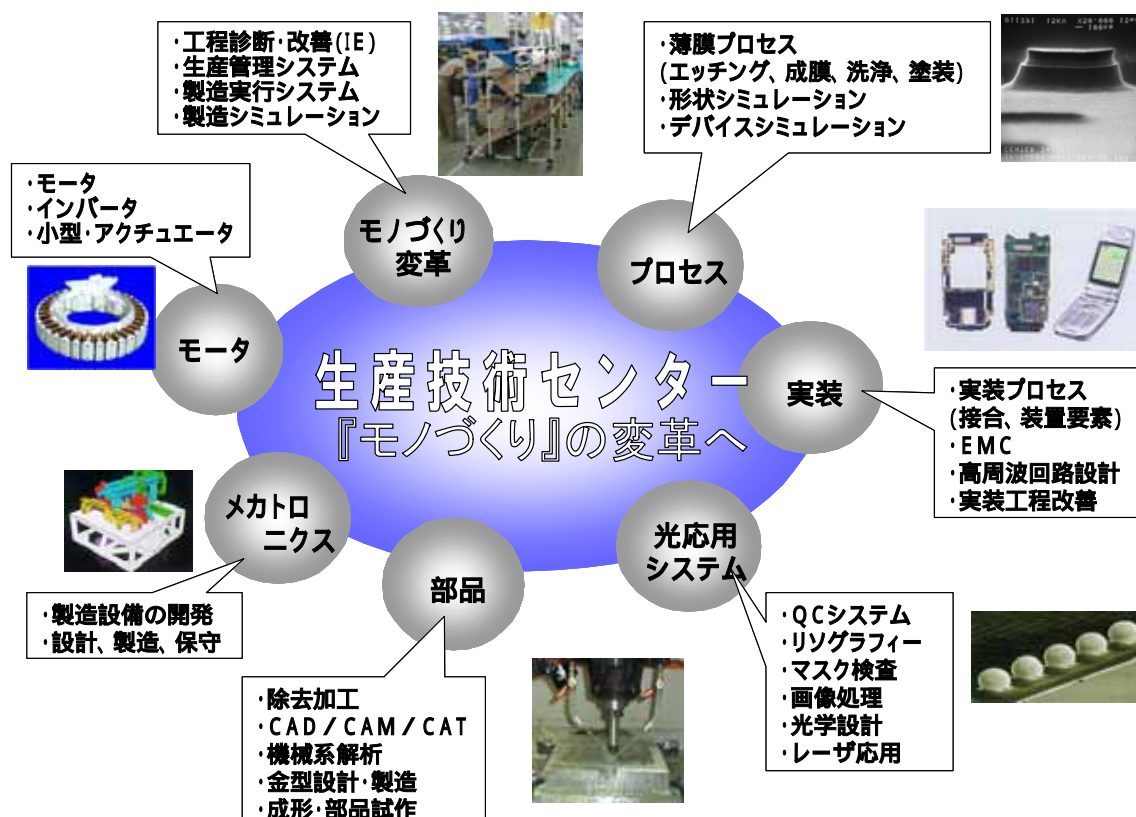 ・工程診断・改善(IE)
・生産管理システム
・製造実行システム
・製造シミュレーション
・薄膜プロセス
(エッチング、成膜、洗浄、塗装)
・形状シミュレーション
・デバイスシミュレーション
・モータ
・インバータ
・小型・アクチュエータ
モノづくり
変革
プロセス
モータ
生産技術センター
『モノづくり』の変革へ
実装
・実装プロセス
(接合、装置要素)
・EMC
・高周波回路設計
・実装工程改善
メカトロ
ニクス
部品
光応用
システム
・製造設備の開発
・設計、製造、保守
・除去加工
・CAD/CAM/CAT
・機械系解析
・金型設計・製造
・成形・部品試作
・QCシステム
・リソグラフィー
・マスク検査
・画像処理
・光学設計
・レーザ応用